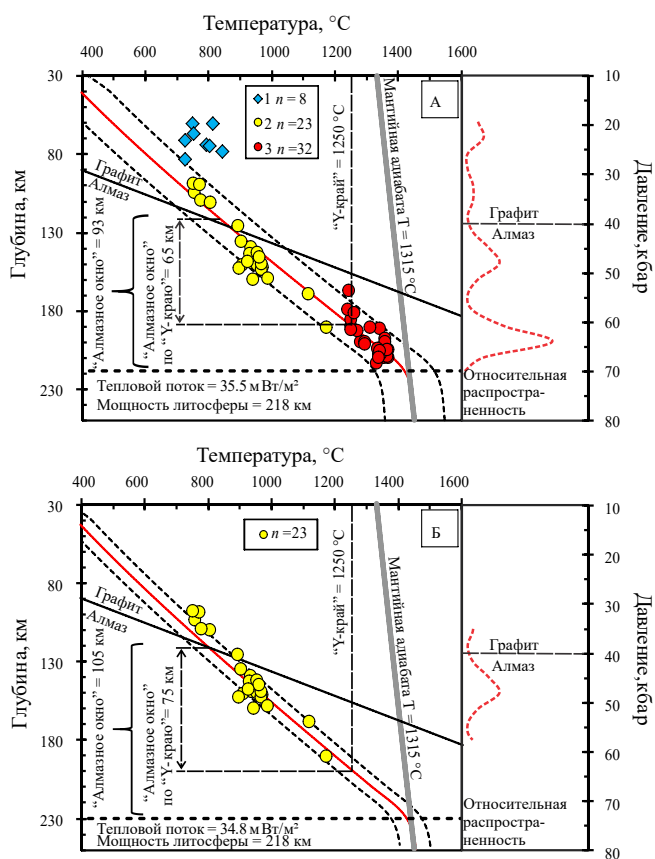 Температура, °С
400 600 800 1000 1200 1400 1600
30
80
130
180
230
Глубина, км
10
20
30
40
50
60
70
80
Давление,кбар
1 n = 8
2 n =23
3 n =32
А
“Y-край” = 1250 °С
Мантийная адиабата Т = 1315 °С
Графит
Алмаз
“Алмазное окно” = 93 км
“Алмазное окно”
по “Y-краю” = 65 км
Графит
Алмаз
Тепловой поток = 35.5 мВт/м²
Мощность литосферы = 218 км
Относительная
распростра-
ненность
Температура, °С
400 600 800 1000 1200 1400 1600
30
80
130
180
230
Глубина, км
10
20
30
40
50
60
70
80
Давление,кбар
n =23
Б
“Y-край” = 1250 °С
Мантийная адиабата Т = 1315 °С
Графит
Алмаз
“Алмазное окно” = 105 км
“Алмазное окно”
по “Y-краю”= 75 км
Графит
Алмаз
Тепловой поток = 34.8 мВт/м²
Мощность литосферы = 218 км
Относительная
распростра-
ненность